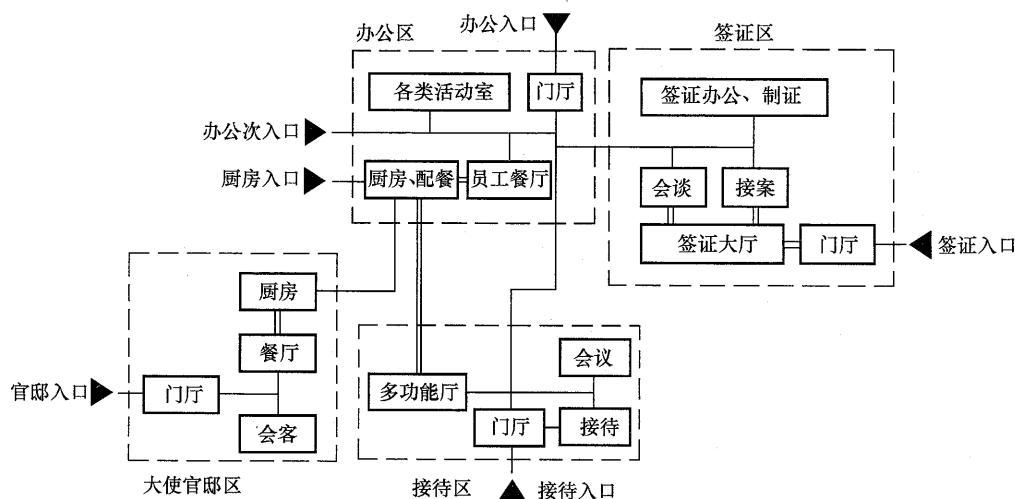 办公入口
办公区
签证区
各类活动室
门厅
签证办公、制证
办公次入口
厨房入口
厨房、配餐
员工餐厅
会谈
接案
签证大厅
门厅
签证入口
厨房
餐厅
会议
官邸入口
门厅
多功能厅
会客
门厅
接待
大使官邸区
接待区
接待入口